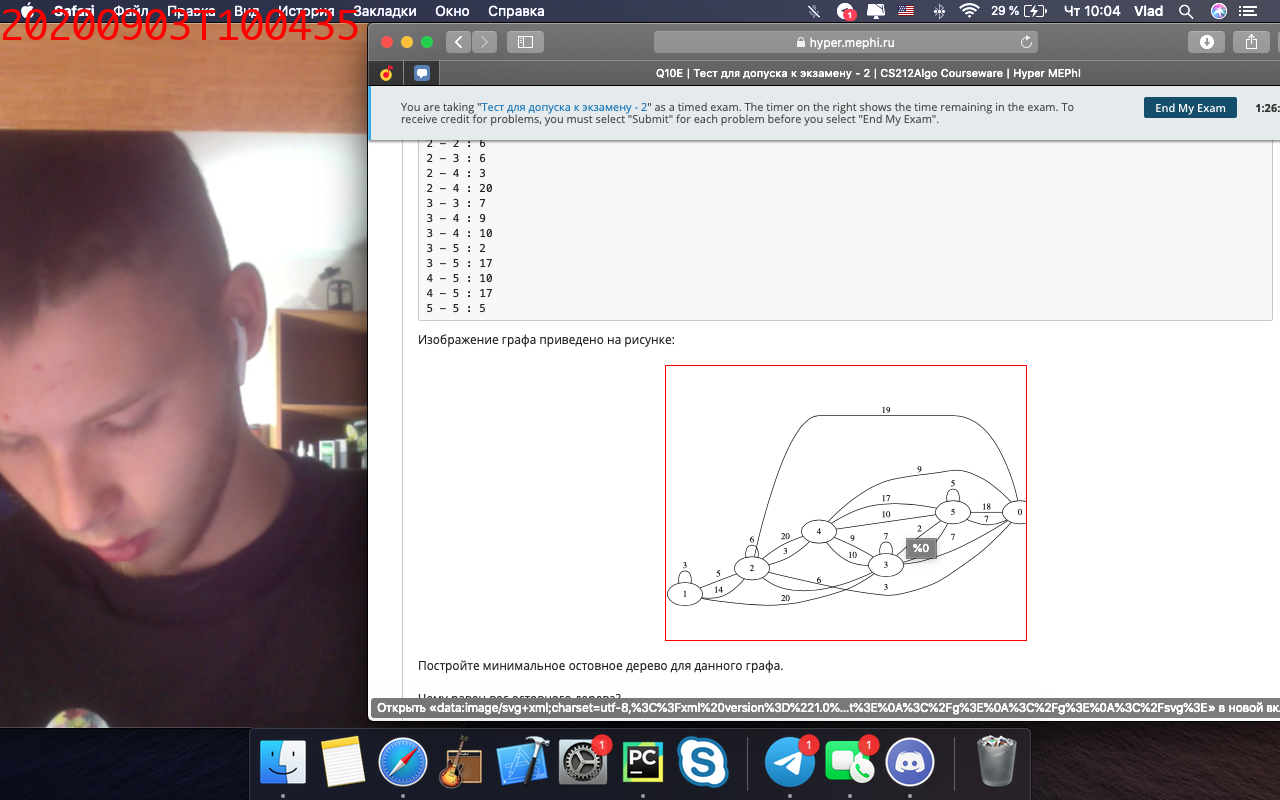 20200903T100435
Safari Файл Правка Вид История Закладки Окно Справка
1 29 % Чт 10:04 Vlad
hyper.mephi.ru
Q10E | Тест для допуска к экзамену - 2 | CS212Algo Courseware | Hyper MEPhI
You are taking "Тест для допуска к экзамену - 2" as a timed exam. The timer on the right shows the time remaining in the exam. To
receive credit for problems, you must select "Submit" for each problem before you select "End My Exam".
End My Exam
1:26:
2 – 2 : 6
2 – 3 : 6
2 – 4 : 3
2 – 4 : 20
3 – 3 : 7
3 – 4 : 9
3 – 4 : 10
3 – 5 : 2
3 – 5 : 17
4 – 5 : 10
4 – 5 : 17
5 – 5 : 5
Изображение графа приведено на рисунке:
19
9
5
17
18
10
5
0
7
6
20
4
9
7
2
7
3
10
%0
3
5
2
3
14
6
3
1
20
Постройте минимальное остовное дерево для данного графа.
Чему равен вес остовного дерева?
Открыть «data:image/svg+xml;charset=utf-8,%3C%3Fxml%20version%3D%221.0%...t%3E%0A%3C%2Fg%3E%0A%3C%2Fg%3E%0A%3C%2Fsvg%3E» в новой вк
1
PC
1
1